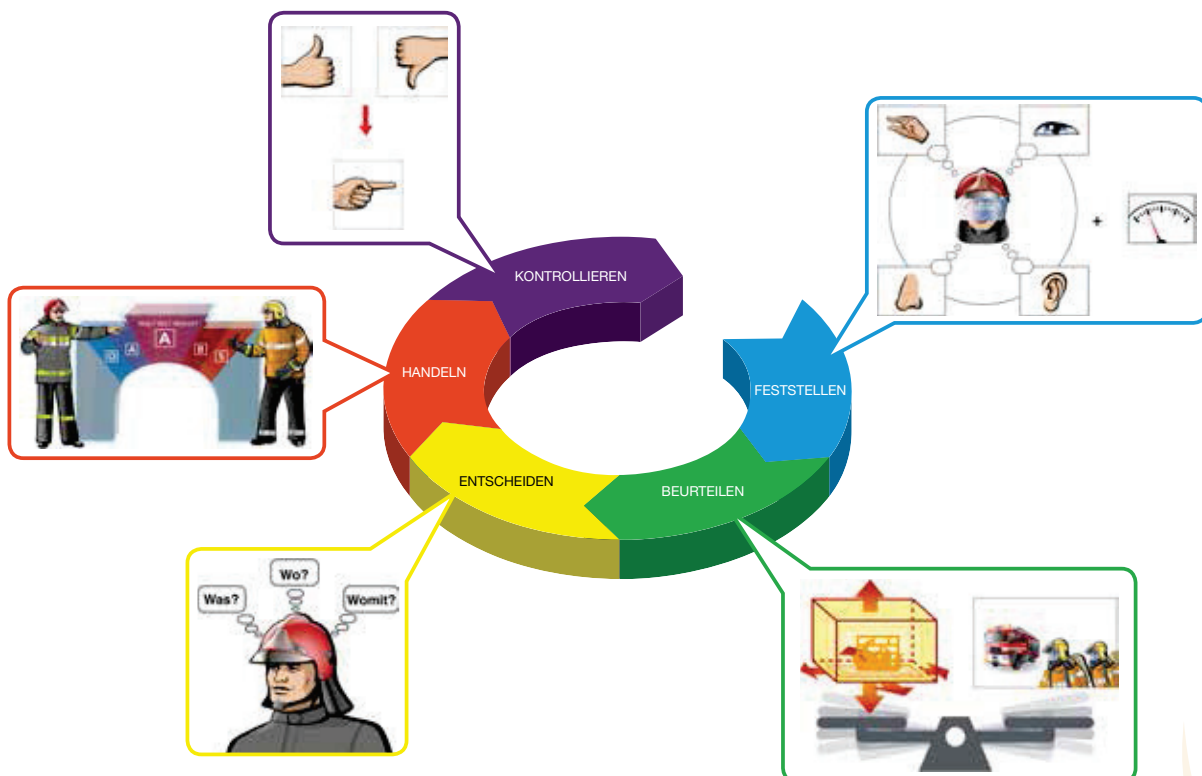 KONTROLLIEREN
+
FESTSTELLEN
HANDELN
A
D
A
B
S
ENTSCHEIDEN
BEURTEILEN
Wo?
Was?
Womit?